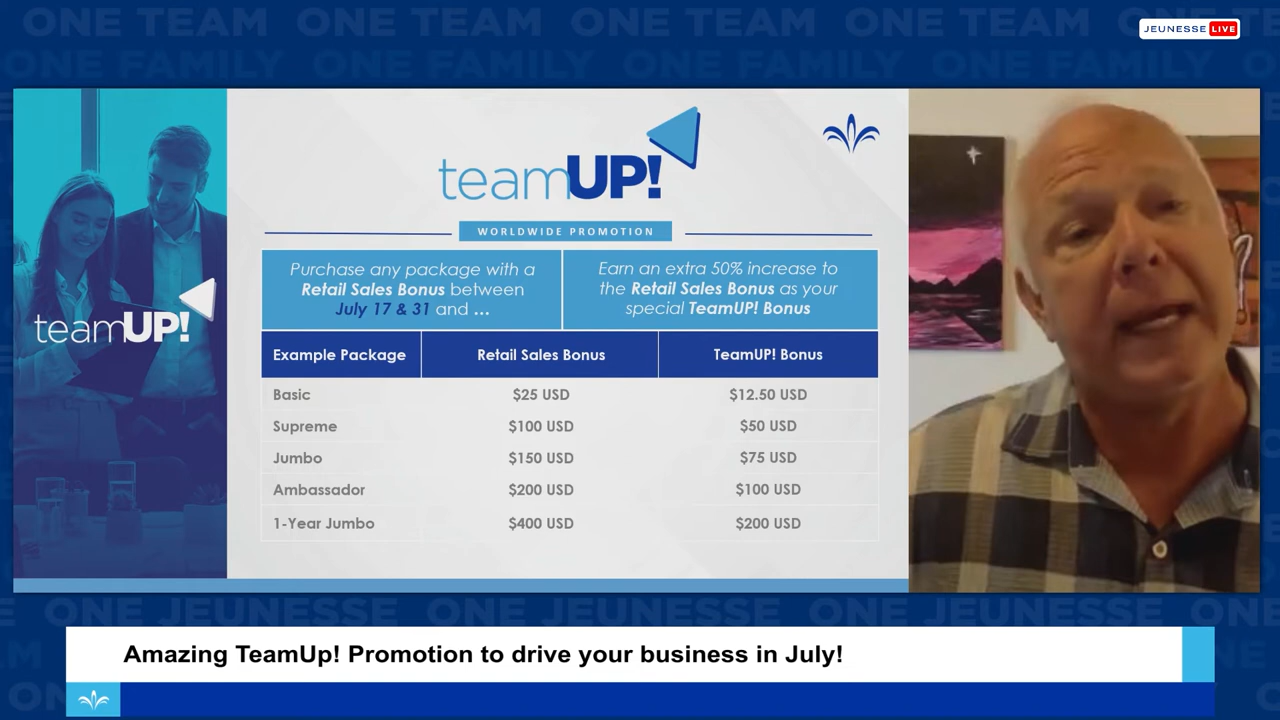 ONE TEAM ONE TEAM ONE TEAM ONE TE
JEUNESSE LIVE
ONE FAMILY ONE FAMILY ONE FAMILY ONE
teamUP!
WORLDWIDE PROMOTION
Purchase any package with a
Retail Sales Bonus between
July 17 & 31 and ...
Earn an extra 50% increase to
the Retail Sales Bonus as your
special TeamUP! Bonus
teamUP!
Example Package Retail Sales Bonus TeamUP! Bonus
Basic $25 USD $12.50 USD
Supreme $100 USD $50 USD
Jumbo $150 USD $75 USD
Ambassador $200 USD $100 USD
1-Year Jumbo $400 USD $200 USD
ONE JEUNESSE ONE JEUNESSE ONE JEUNESSE ONE
Amazing TeamUp! Promotion to drive your business in July!